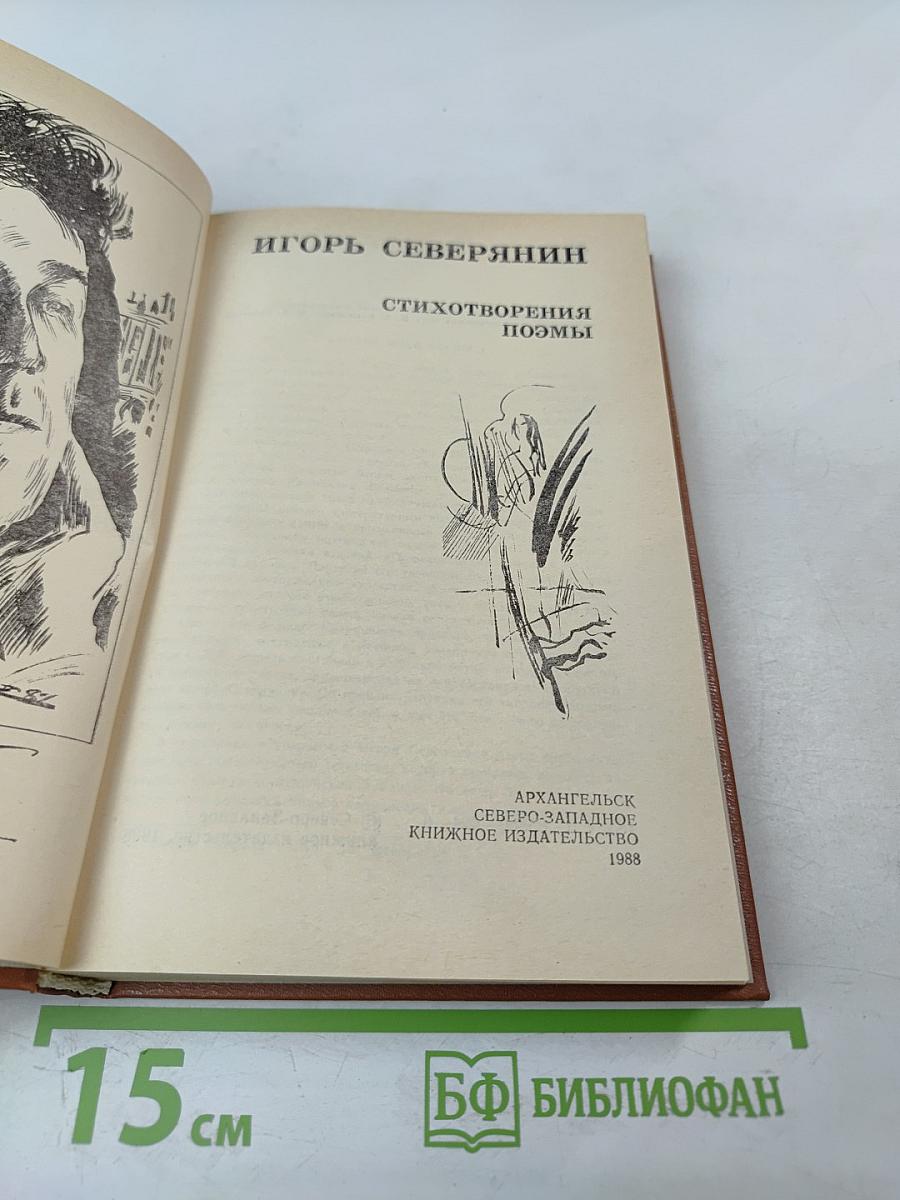 ИГОРЬ СЕВЕРЯНИН
СТИХОТВОРЕНИЯ
ПОЭМЫ
АРХАНГЕЛЬСК
СЕВЕРО-ЗАПАДНОЕ
КНИЖНОЕ ИЗДАТЕЛЬСТВО
1988
15 см
БФ БИБЛИОФАН